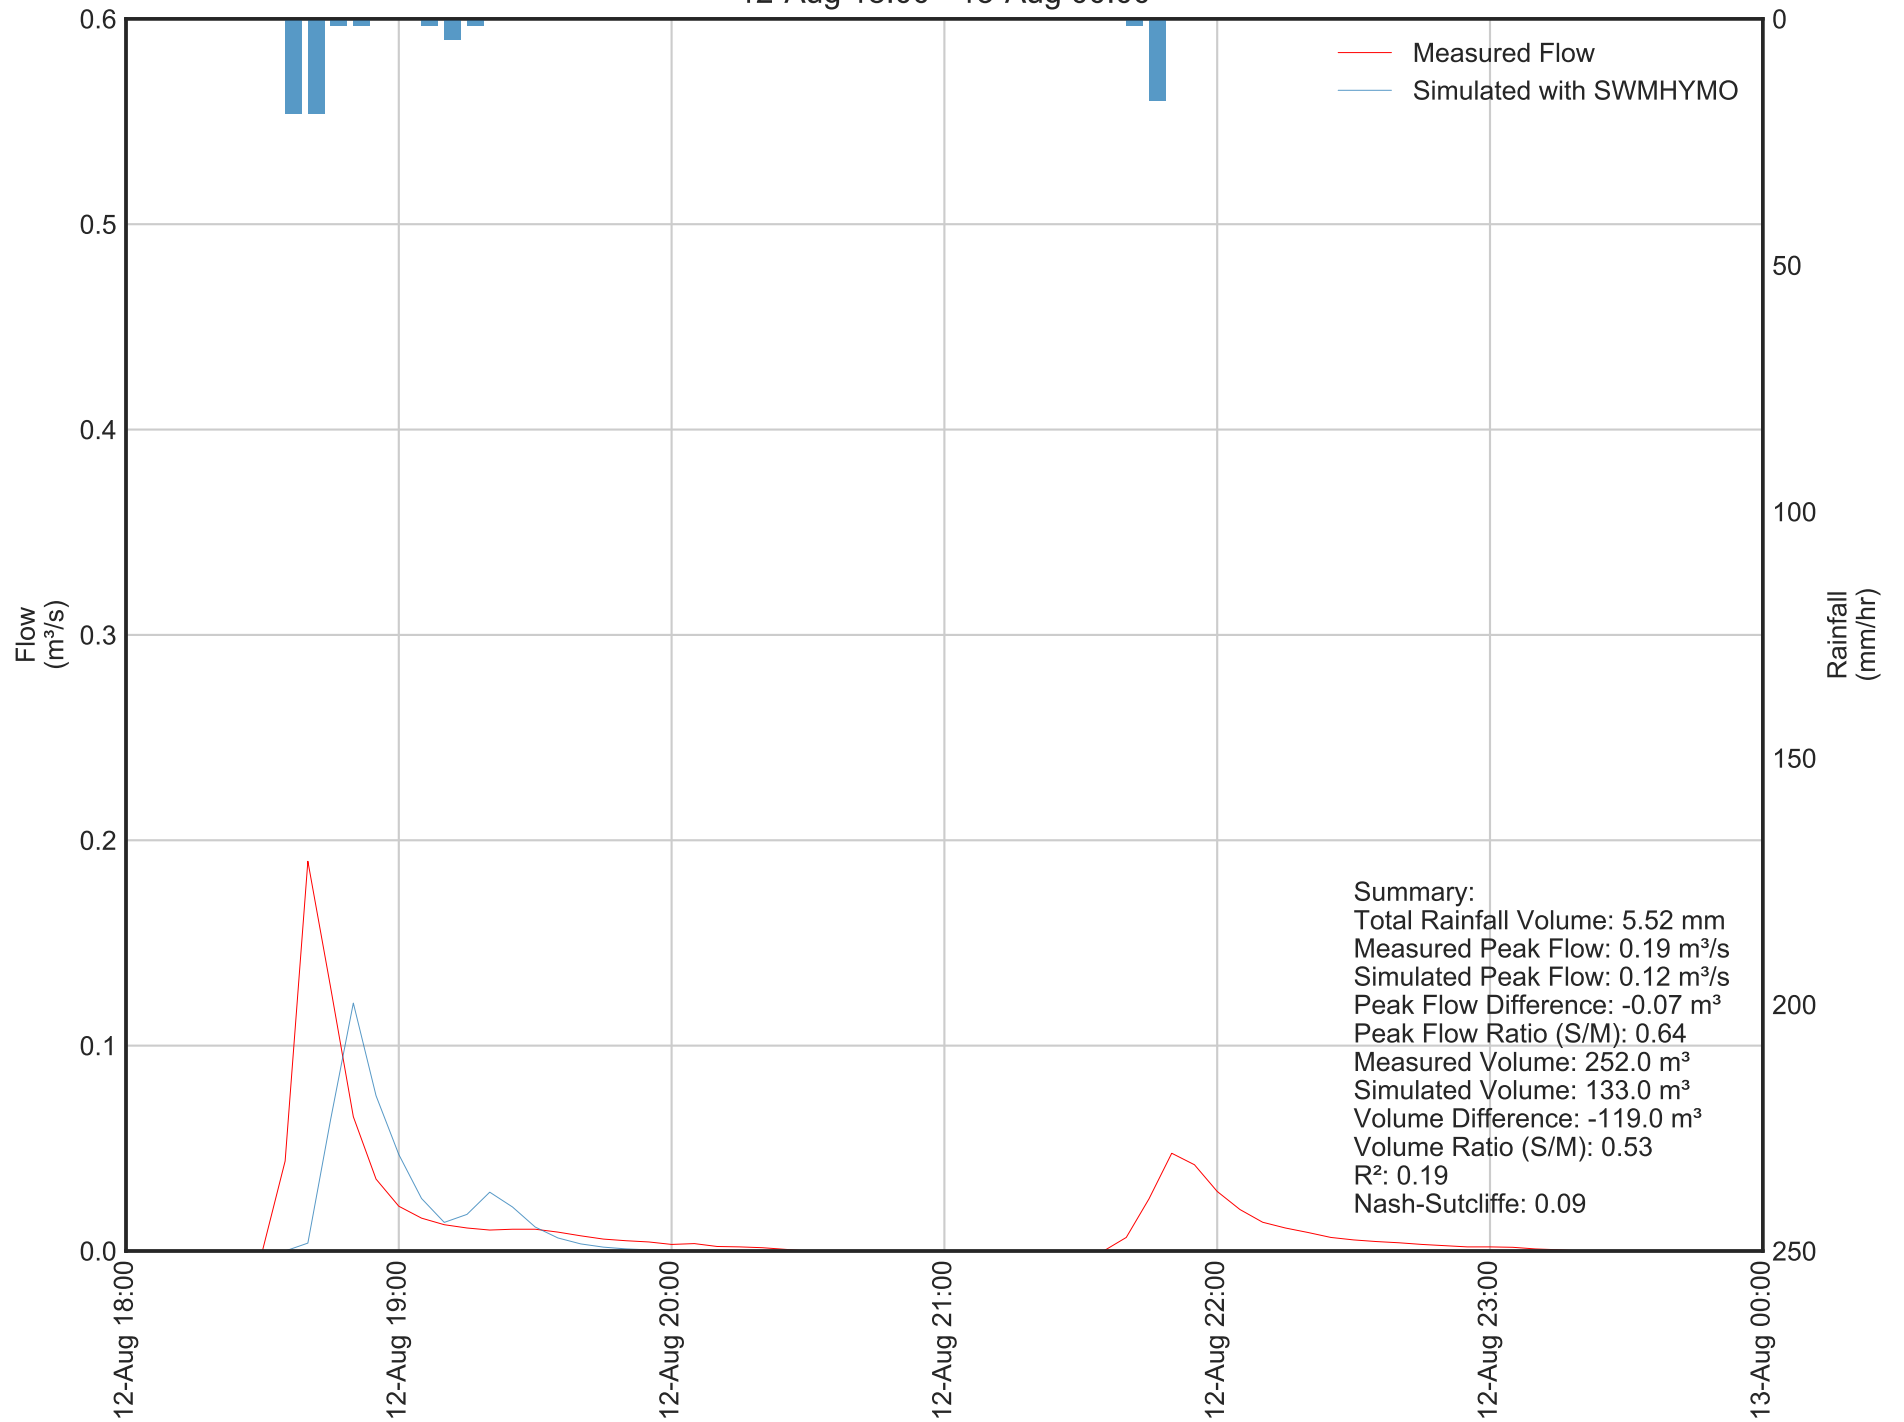 0.6
0.5
0.4
0.3
0.2
0.1
0.0
Flow
(m³/s)
0
50
100
150
200
250
Rainfall
(mm/hr)
Measured Flow
Simulated with SWMHYMO
Summary:
Total Rainfall Volume: 5.52 mm
Measured Peak Flow: 0.19 m³/s
Simulated Peak Flow: 0.12 m³/s
Peak Flow Difference: -0.07 m³
Peak Flow Ratio (S/M): 0.64
Measured Volume: 252.0 m³
Simulated Volume: 133.0 m³
Volume Difference: -119.0 m³
Volume Ratio (S/M): 0.53
R²: 0.19
Nash-Sutcliffe: 0.09
12-Aug 18:00
12-Aug 19:00
12-Aug 20:00
12-Aug 21:00
12-Aug 22:00
12-Aug 23:00
13-Aug 00:00